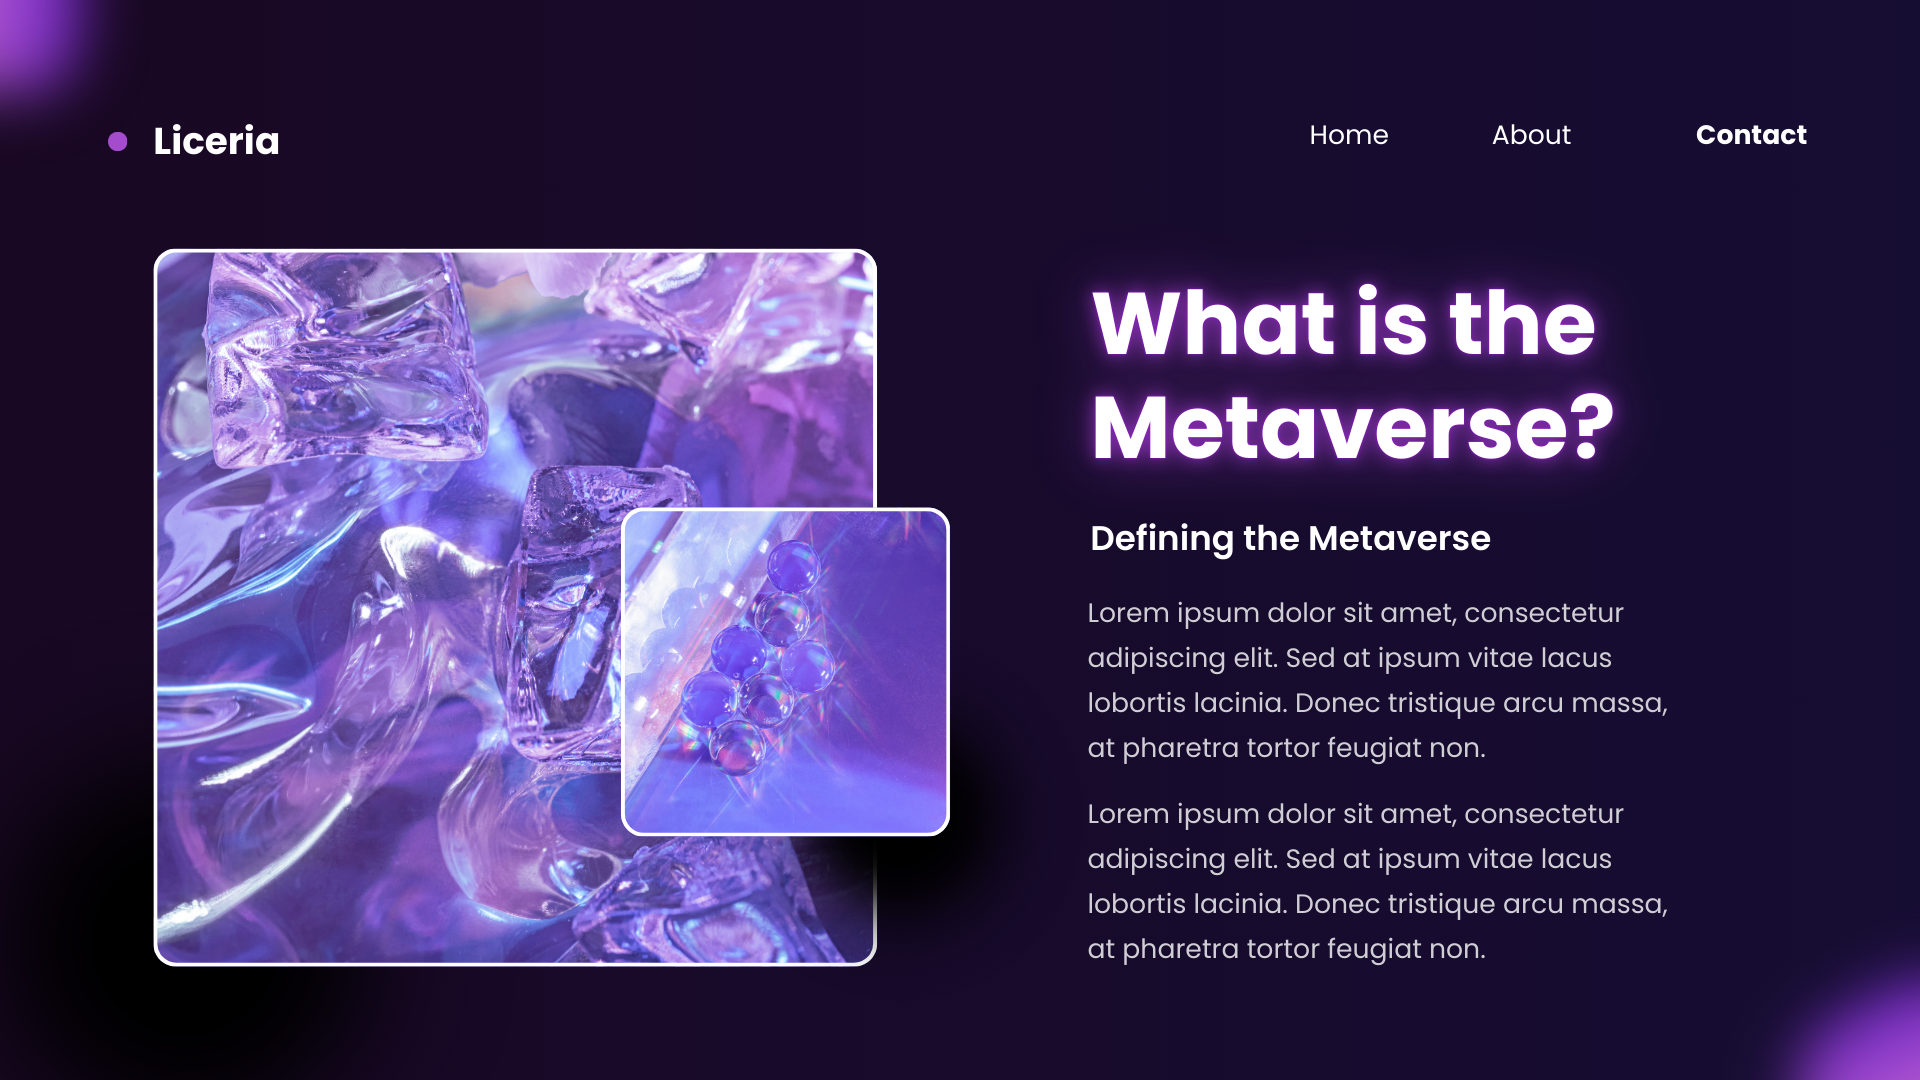 Liceria
Home
About
Contact
What is the
Metaverse?
Defining the Metaverse
Lorem ipsum dolor sit amet, consectetur
adipiscing elit. Sed at ipsum vitae lacus
lobortis lacinia. Donec tristique arcu massa,
at pharetra tortor feugiat non.
Lorem ipsum dolor sit amet, consectetur
adipiscing elit. Sed at ipsum vitae lacus
lobortis lacinia. Donec tristique arcu massa,
at pharetra tortor feugiat non.